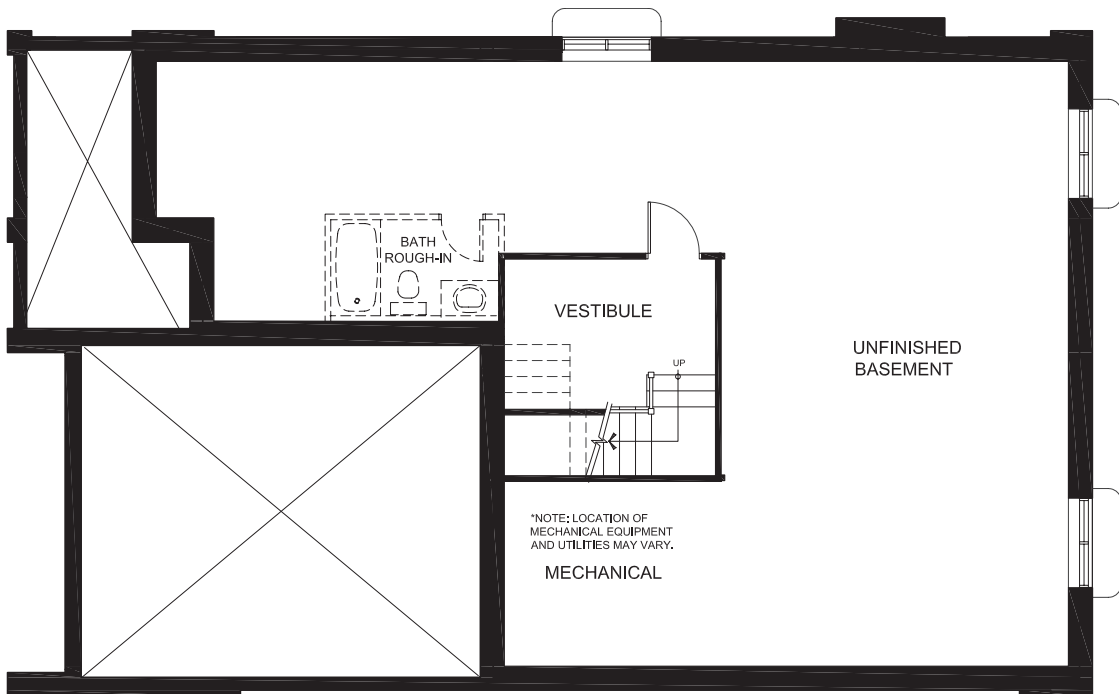 BATH
ROUGH-IN
VESTIBULE
UP
UNFINISHED
BASEMENT
*NOTE: LOCATION OF
MECHANICAL EQUIPMENT
AND UTILITIES MAY VARY.
MECHANICAL